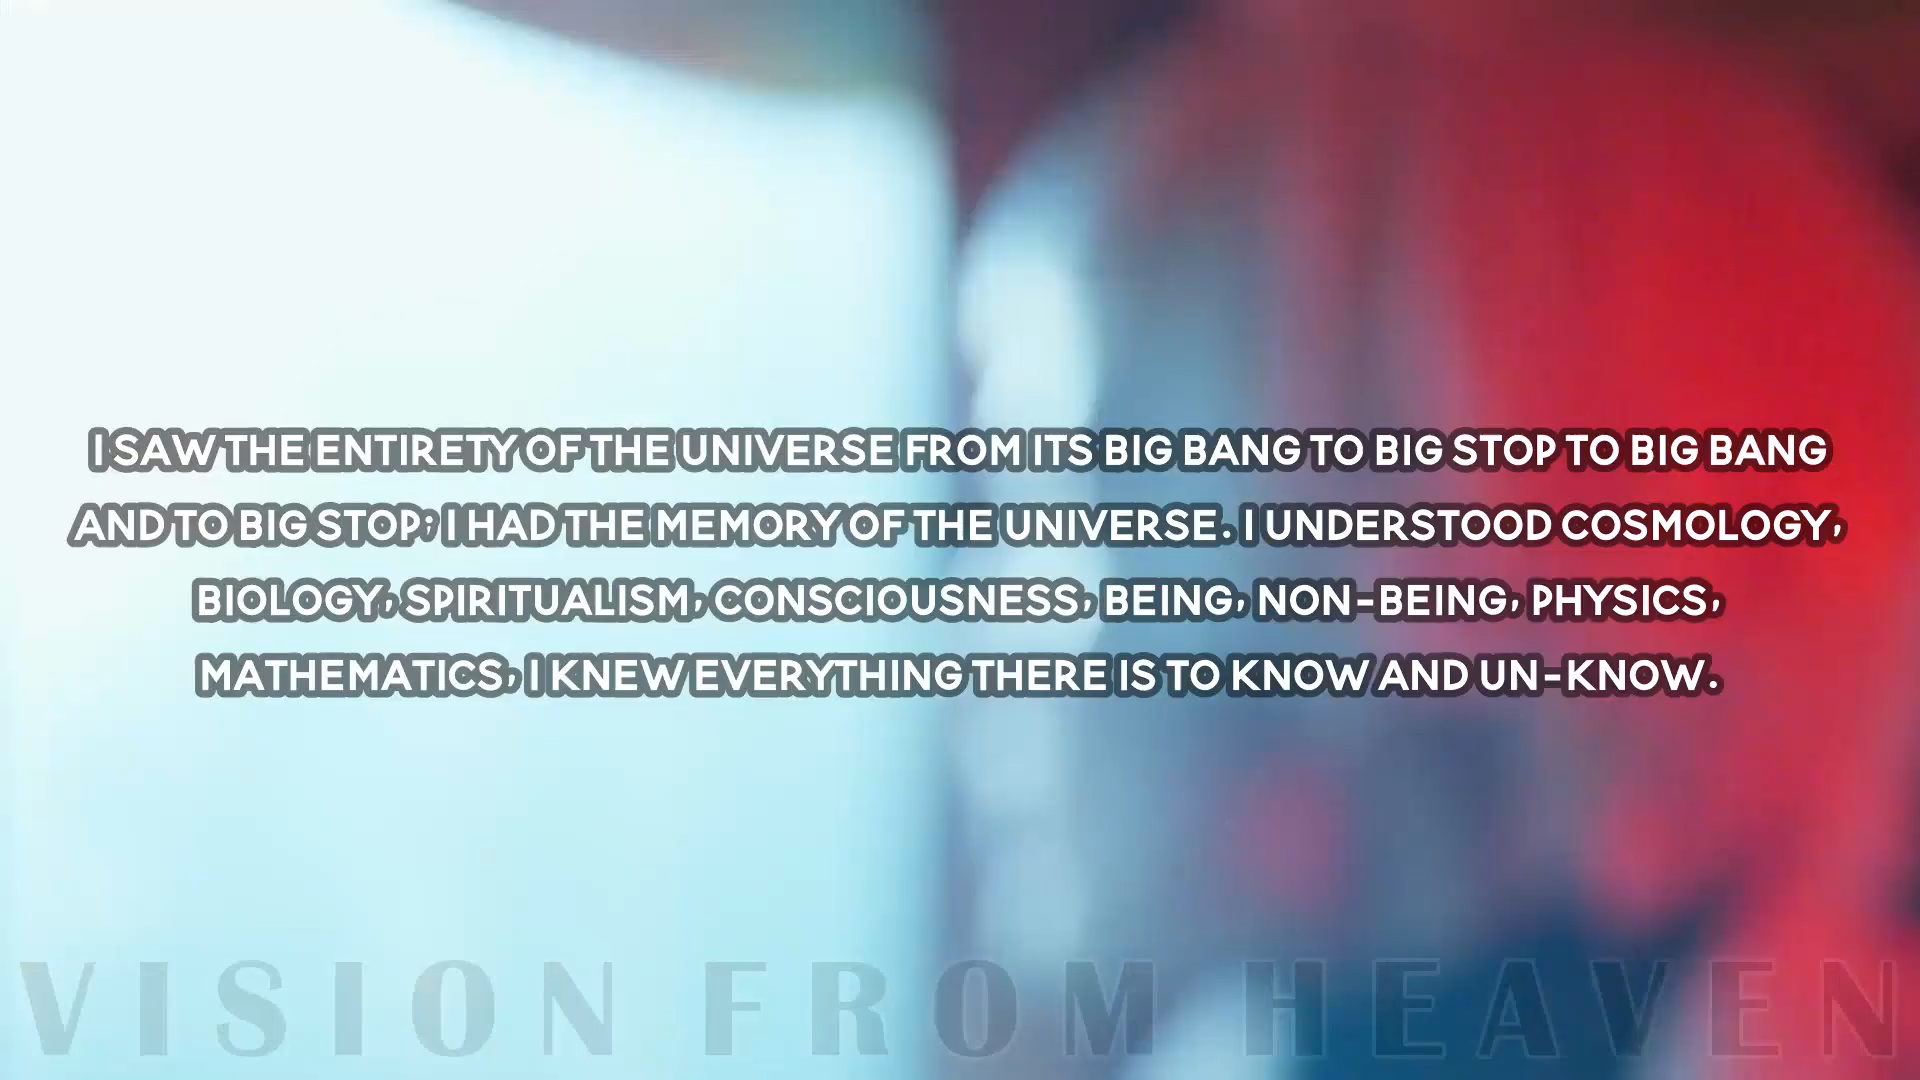 I SAW THE ENTIRETY OF THE UNIVERSE FROM ITS BIG BANG TO BIG STOP TO BIG BANG
AND TO BIG STOP; I HAD THE MEMORY OF THE UNIVERSE. I UNDERSTOOD COSMOLOGY,
BIOLOGY, SPIRITUALISM, CONSCIOUSNESS, BEING, NON-BEING, PHYSICS,
MATHEMATICS, I KNEW EVERYTHING THERE IS TO KNOW AND UN-KNOW.
VISION FROM HEAVEN